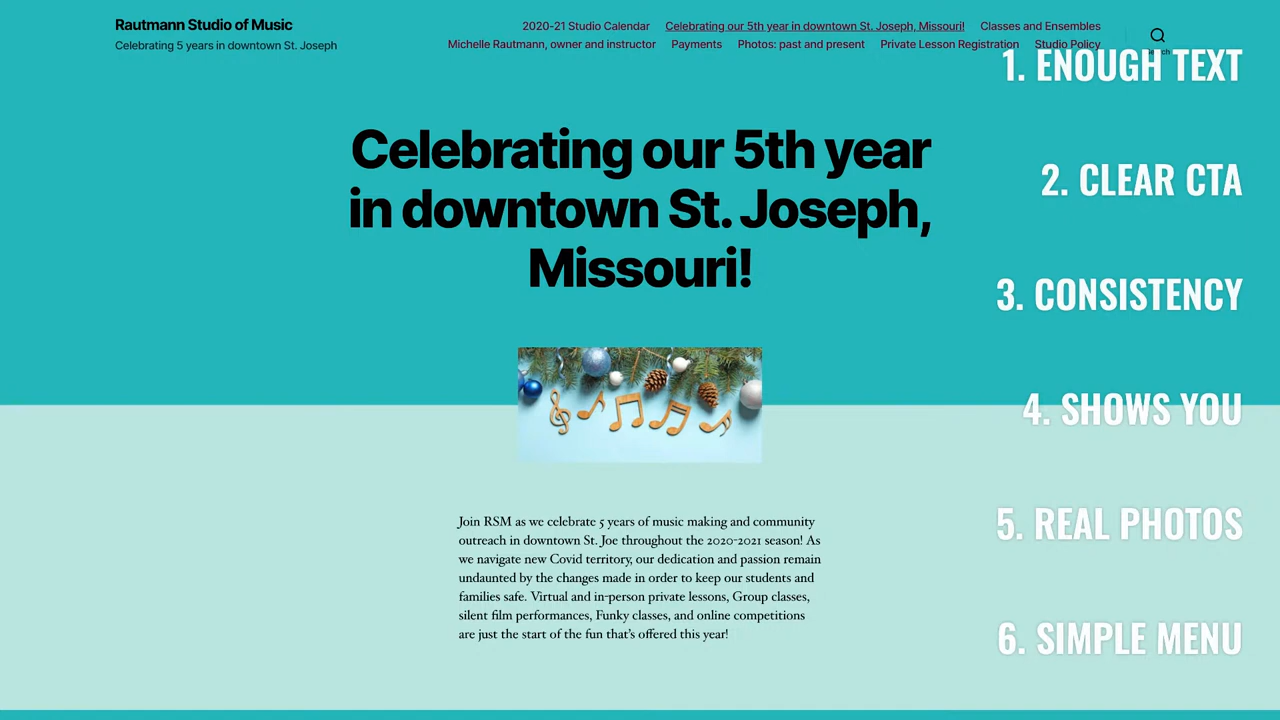 Rautmann Studio of Music
Celebrating 5 years in downtown St. Joseph
2020-21 Studio Calendar Celebrating our 5th year in downtown St. Joseph, Missouri! Classes and Ensembles
Michelle Rautmann, owner and instructor Payments Photos: past and present Private Lesson Registration Studio Policy
1. ENOUGH TEXT
Celebrating our 5th year
in downtown St. Joseph,
Missouri!
2. CLEAR CTA
3. CONSISTENCY
4. SHOWS YOU
Join RSM as we celebrate 5 years of music making and community
outreach in downtown St. Joe throughout the 2020-2021 season! As
we navigate new Covid territory, our dedication and passion remain
undaunted by the changes made in order to keep our students and
families safe. Virtual and in-person private lessons, Group classes,
silent film performances, Funky classes, and online competitions
are just the start of the fun that's offered this year!
5. REAL PHOTOS
6. SIMPLE MENU